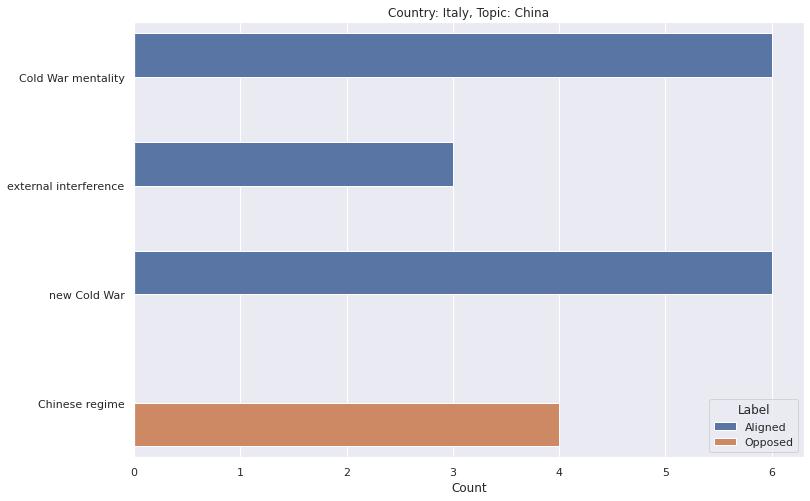 Country: Italy, Topic: China
Cold War mentality
external interference
new Cold War
Chinese regime
0 1 2 3 4 5 6
Count
Label
Aligned
Opposed